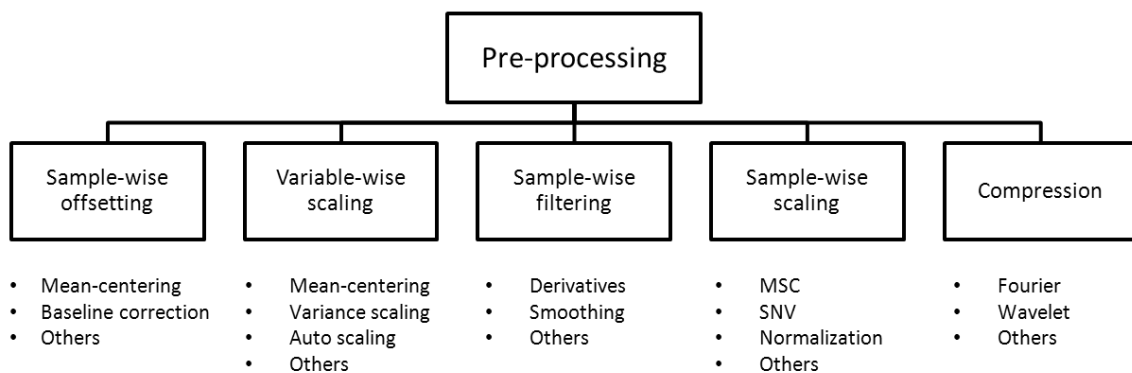 Pre-processing
Sample-wise
offsetting
Variable-wise
scaling
Sample-wise
filtering
Sample-wise
scaling
Compression
• Mean-centering
• Baseline correction
• Others
• Mean-centering
• Variance scaling
• Auto scaling
• Others
• Derivatives
• Smoothing
• Others
• MSC
• SNV
• Normalization
• Others
• Fourier
• Wavelet
• Others